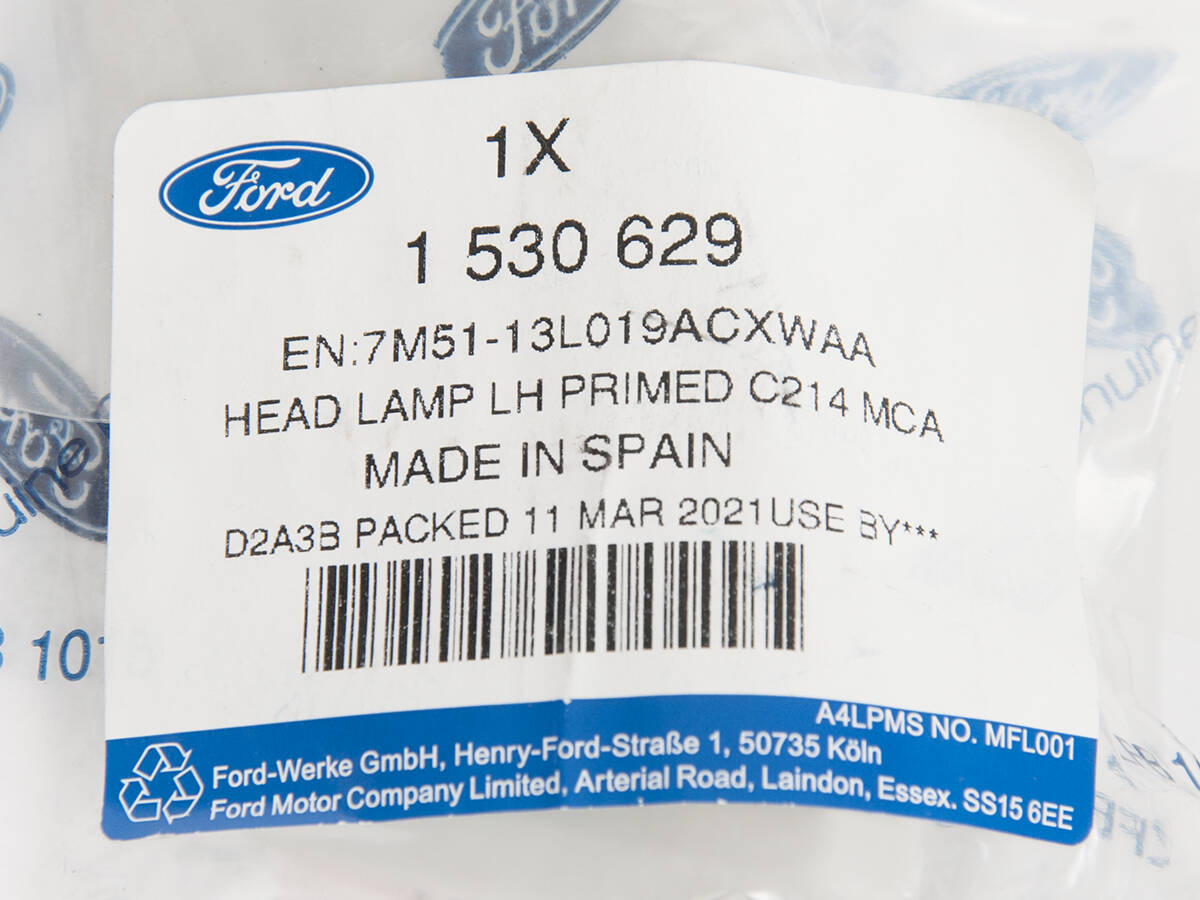 Ford
Ford
1X
1 530 629
EN:7M51-13L019ACXWAA
HEAD LAMP LH PRIMED C214 MCA
MADE IN SPAIN
D2A3B PACKED 11 MAR 2021USE BY***
A4LPMS NO. MFL001
Ford-Werke GmbH, Henry-Ford-Straße 1, 50735 Köln
Ford Motor Company Limited, Arterial Road, Laindon, Essex. SS15 6EE